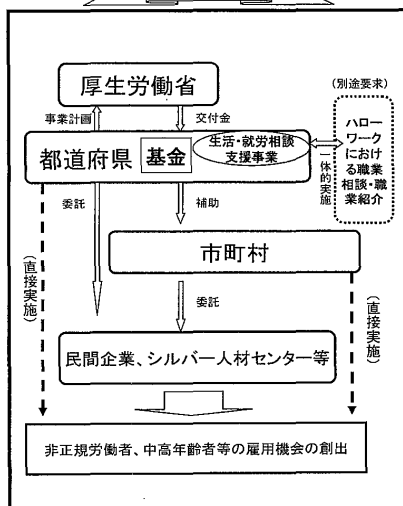 厚生労働省
事業計画
交付金
(別途要求)
都道府県
基金
生活・就労相談
支援事業
一体的実施
ハロー
ワーク
におけ
る職業
相談・職
業紹介
委託
補助
市町村
(直接実施)
委託
(直接実施)
民間企業、シルバー人材センター等
非正規労働者、中高年齢者等の雇用機会の創出